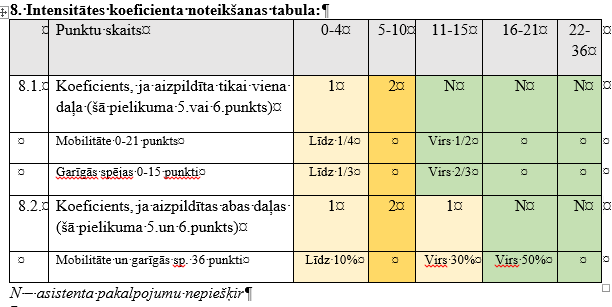 8. Intensitātes koeficienta noteikšanas tabula:¶
¤ Punktu skaits¤ 0-4¤ 5-10¤ 11-15¤ 16-21¤ 22-36¤
8.1.¤ Koeficients, ja aizpildīta tikai viena 1¤ 2¤ N¤ N¤ N¤
daļa (šā pielikuma 5.vai 6.punkts)¤
¤ Mobilitāte 0-21 punkts¤ Līdz 1/4¤ ¤ Virs 1/2¤ ¤ ¤
¤ Garīgās spējas 0-15 punkti¤ Līdz 1/3¤ ¤ Virs 2/3¤ ¤ ¤
8.2.¤ Koeficients, ja aizpildītas abas daļas 1¤ 2¤ 1¤ N¤ N¤
(šā pielikuma 5.un 6.punkts)¤
¤ Mobilitāte un garīgās sp. 36 punkti¤ Līdz 10%¤ ¤ Virs 30%¤ Virs 50%¤ ¤
N – asistenta pakalpojumu nepiešķir¶